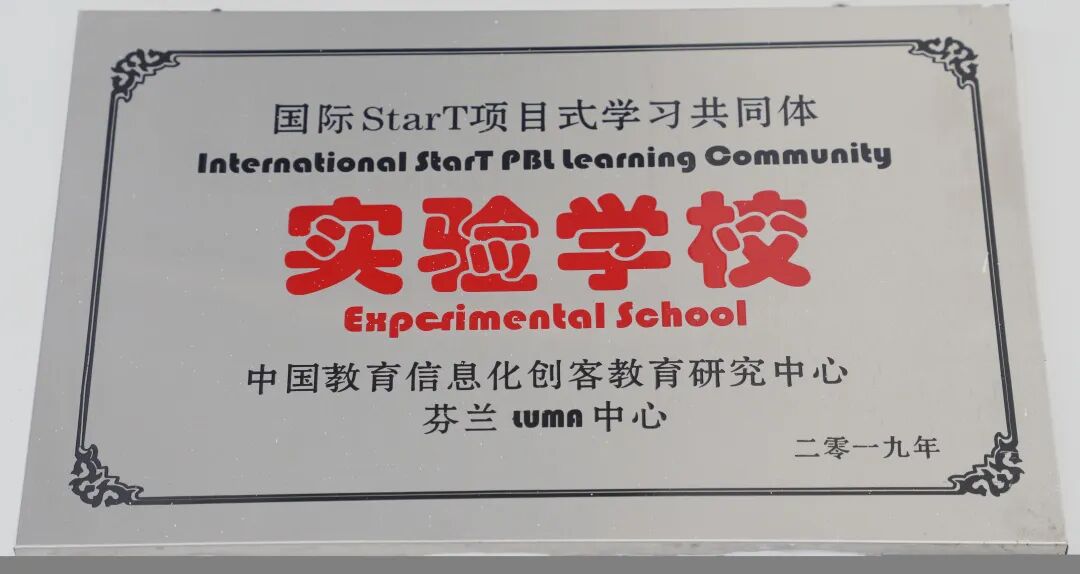 国际StarT项目式学习共同体
International StarT PBL Learning Community
实验学校
Experimental School
中国教育信息化创客教育研究中心
芬兰 LUMA 中心
二零一九年